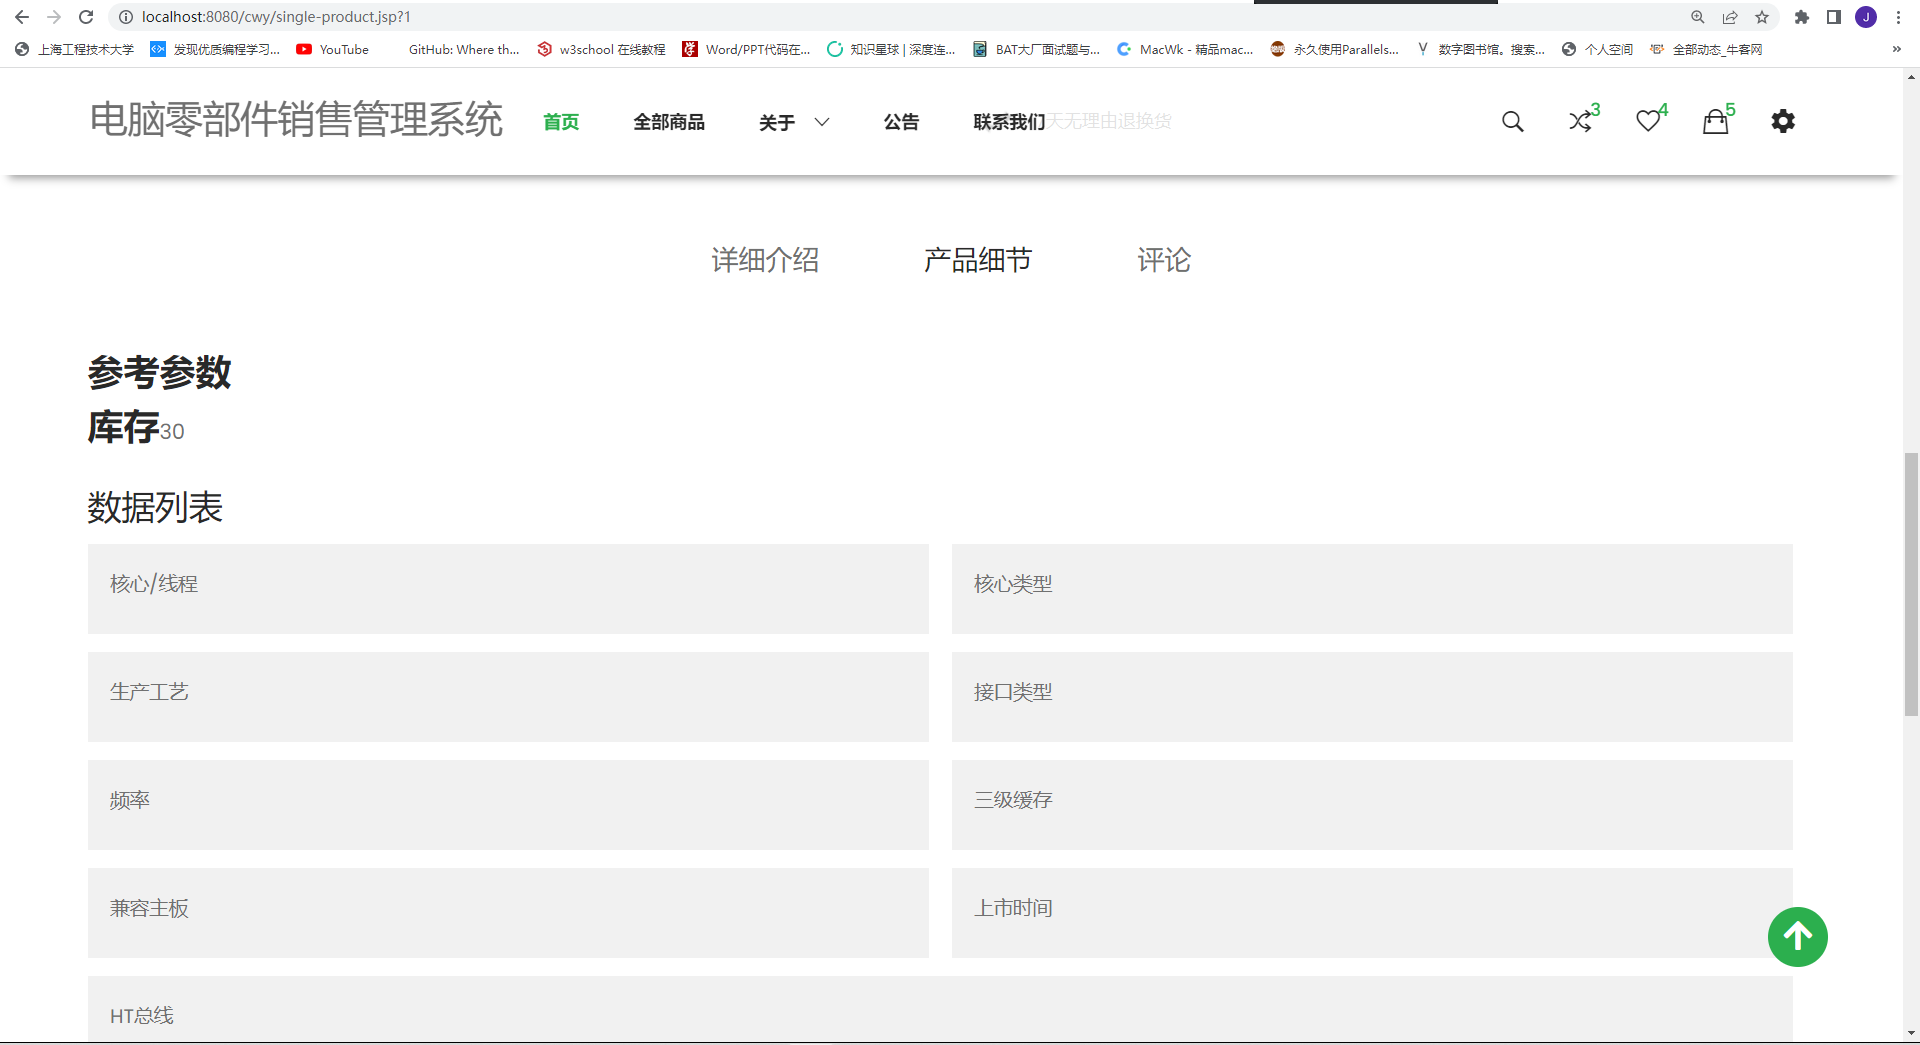 localhost:8080/cwy/single-product.jsp?1
J
上海工程技术大学 发现优质编程学习... YouTube GitHub: Where th... w3school 在线教程 Word/PPT代码在... 知识星球 | 深度连... BAT大厂面试题与... MacWk - 精品mac... 永久使用Parallels... 数字图书馆。搜索... 个人空间 全部动态_牛客网 »
电脑零部件销售管理系统 首页 全部商品 关于 公告 联系我们 天无理由退换货 3 4 5
详细介绍 产品细节 评论
参考参数
库存30
数据列表
核心/线程 核心类型
生产工艺 接口类型
频率 三级缓存
兼容主板 上市时间
HT总线